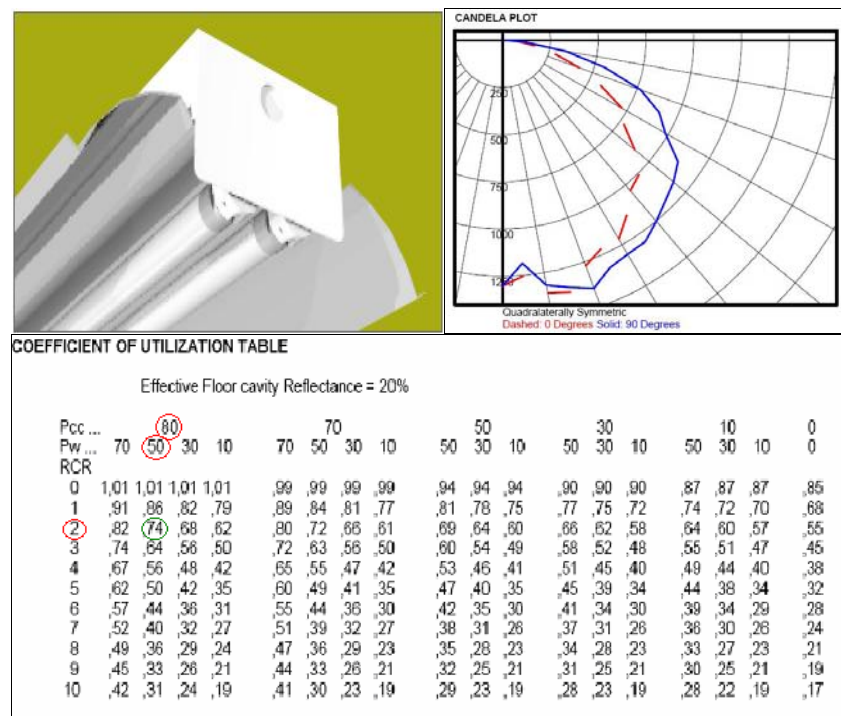 CANDELA PLOT
250
500
750
1000
Quadralaterally Symmetric
Dashed: 0 Degrees Solid: 90 Degrees
COEFFICIENT OF UTILIZATION TABLE
Effective Floor cavity Reflectance = 20%
Pcc ... 80 70 50 30 10 0
Pw ... 70 50 30 10 70 50 30 10 50 30 10 50 30 10 50 30 10 0
RCR
0 1,01 1,01 1,01 1,01 ,99 ,99 ,99 ,99 ,94 ,94 ,94 ,90 ,90 ,90 ,87 ,87 ,87 ,85
1 ,91 ,86 ,82 ,79 ,89 ,84 ,81 ,77 ,81 ,78 ,75 ,77 ,75 ,72 ,74 ,72 ,70 ,68
2 ,82 ,74 ,68 ,62 ,80 ,72 ,66 ,61 ,69 ,64 ,60 ,66 ,62 ,58 ,64 ,60 ,57 ,55
3 ,74 ,64 ,56 ,50 ,72 ,63 ,56 ,50 ,60 ,54 ,49 ,58 ,52 ,48 ,55 ,51 ,47 ,45
4 ,67 ,56 ,48 ,42 ,65 ,55 ,47 ,42 ,53 ,46 ,41 ,51 ,45 ,40 ,49 ,44 ,40 ,38
5 ,62 ,50 ,42 ,35 ,60 ,49 ,41 ,35 ,47 ,40 ,35 ,45 ,39 ,34 ,44 ,38 ,34 ,32
6 ,57 ,44 ,36 ,31 ,55 ,44 ,36 ,30 ,42 ,35 ,30 ,41 ,34 ,30 ,39 ,34 ,29 ,28
7 ,52 ,40 ,32 ,27 ,51 ,39 ,32 ,27 ,38 ,31 ,26 ,37 ,31 ,26 ,36 ,30 ,26 ,24
8 ,49 ,36 ,29 ,24 ,47 ,36 ,29 ,23 ,35 ,28 ,23 ,34 ,28 ,23 ,33 ,27 ,23 ,21
9 ,45 ,33 ,26 ,21 ,44 ,33 ,26 ,21 ,32 ,25 ,21 ,31 ,25 ,21 ,30 ,25 ,21 ,19
10 ,42 ,31 ,24 ,19 ,41 ,30 ,23 ,19 ,29 ,23 ,19 ,28 ,23 ,19 ,28 ,22 ,19 ,17